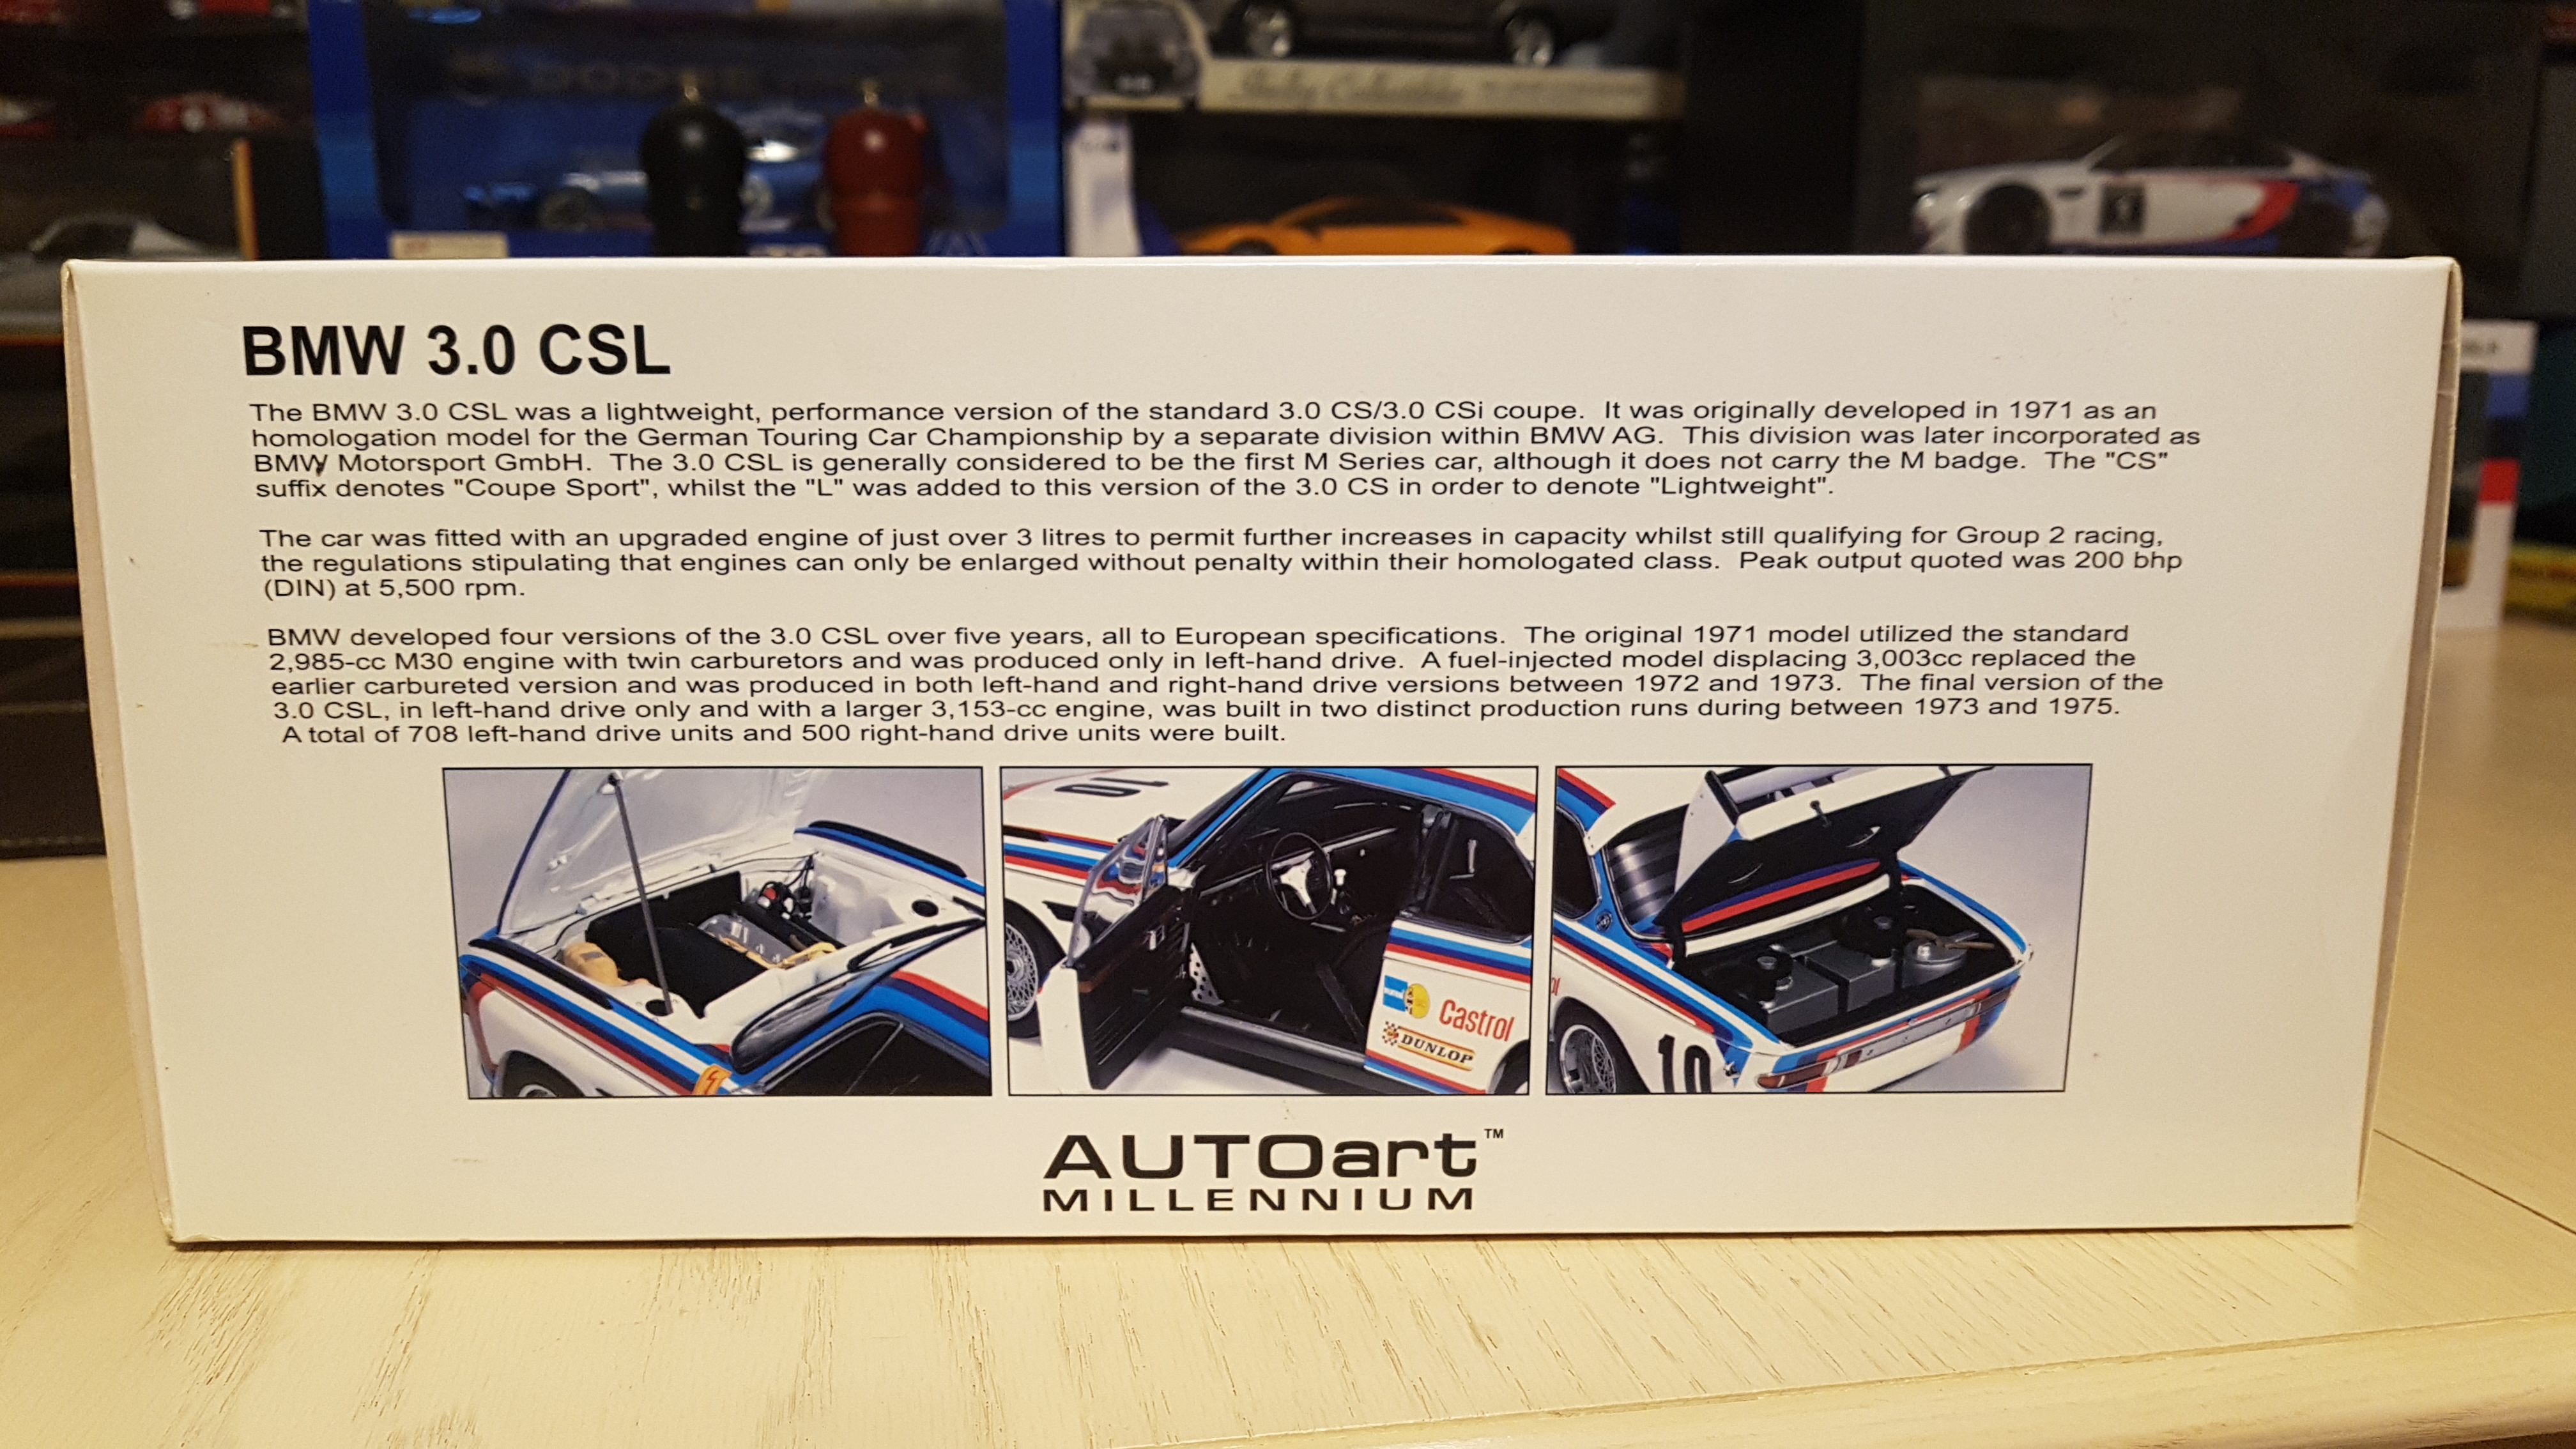 Shelby Collectibles
BMW 3.0 CSL
The BMW 3.0 CSL was a lightweight, performance version of the standard 3.0 CS/3.0 CSi coupe. It was originally developed in 1971 as an
homologation model for the German Touring Car Championship by a separate division within BMW AG. This division was later incorporated as
BMW Motorsport GmbH. The 3.0 CSL is generally considered to be the first M Series car, although it does not carry the M badge. The "CS"
suffix denotes "Coupe Sport", whilst the "L" was added to this version of the 3.0 CS in order to denote "Lightweight".
The car was fitted with an upgraded engine of just over 3 litres to permit further increases in capacity whilst still qualifying for Group 2 racing,
the regulations stipulating that engines can only be enlarged without penalty within their homologated class. Peak output quoted was 200 bhp
(DIN) at 5,500 rpm.
BMW developed four versions of the 3.0 CSL over five years, all to European specifications. The original 1971 model utilized the standard
2,985-cc M30 engine with twin carburetors and was produced only in left-hand drive. A fuel-injected model displacing 3,003cc replaced the
earlier carbureted version and was produced in both left-hand and right-hand drive versions between 1972 and 1973. The final version of the
3.0 CSL, in left-hand drive only and with a larger 3,153-cc engine, was built in two distinct production runs during between 1973 and 1975.
A total of 708 left-hand drive units and 500 right-hand drive units were built.
10
Castrol
DUNLOP
10
AUTOart™
MILLENNIUM